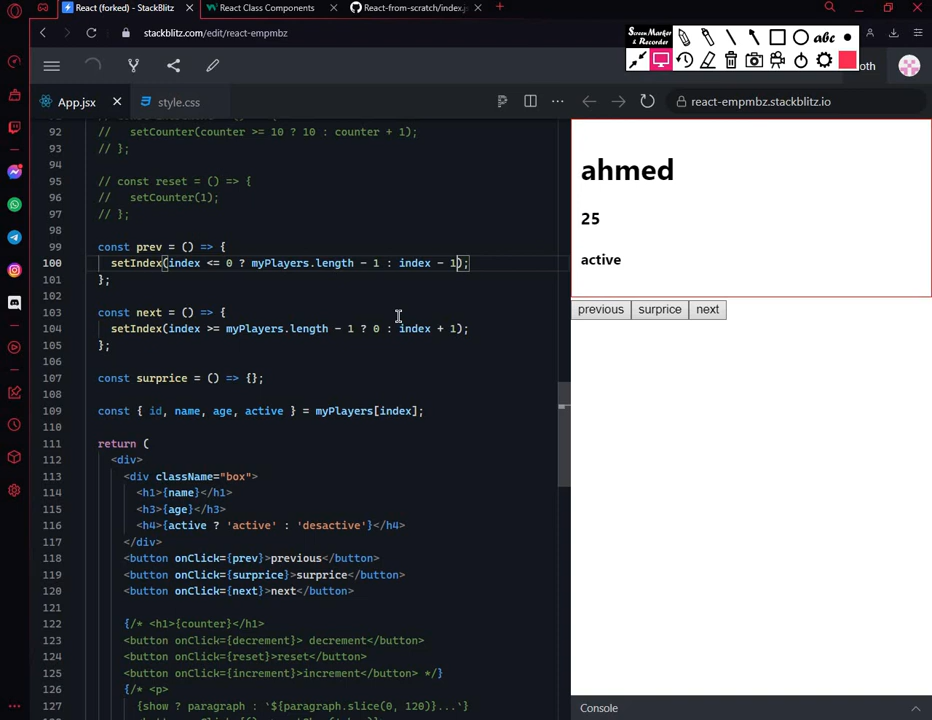 React (forked) - StackBlitz
React Class Components
React-from-scratch/index.j
stackblitz.com/edit/react-empmbz
Screen Marker
& Recorder
abc
oth
App.jsx
style.css
react-empmbz.stackblitz.io
92 //   setCounter(counter >= 10 ? 10 : counter + 1);
93 // };
94
95 // const reset = () => {
96 //   setCounter(1);
97 // };
98
99 const prev = () => {
100 setIndex(index <= 0 ? myPlayers.length - 1 : index - 1);
101 };
102
103 const next = () => {
104 setIndex(index >= myPlayers.length - 1 ? 0 : index + 1);
105 };
106
107 const surprice = () => {};
108
109 const { id, name, age, active } = myPlayers[index];
110
111 return (
112 <div>
113 <div className="box">
114 <h1>{name}</h1>
115 <h3>{age}</h3>
116 <h4>{active ? 'active' : 'desactive'}</h4>
117 </div>
118 <button onClick={prev}>previous</button>
119 <button onClick={surprice}>surprice</button>
120 <button onClick={next}>next</button>
121
122 {/* <h1>{counter}</h1>
123 <button onClick={decrement}> decrement</button>
124 <button onClick={reset}>reset</button>
125 <button onClick={increment}>increment</button> */}
126 {/* <p>
127 {show ? paragraph : `${paragraph.slice(0, 120)}...`}
ahmed
25
active
previous
surprice
next
Console